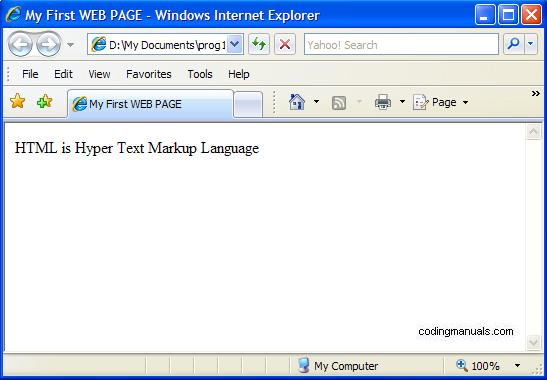 My First WEB PAGE - Windows Internet Explorer
D:\My Documents\prog1
Yahoo! Search
File Edit View Favorites Tools Help
My First WEB PAGE
Page
»
HTML is Hyper Text Markup Language
codingmanuals.com
My Computer
100%